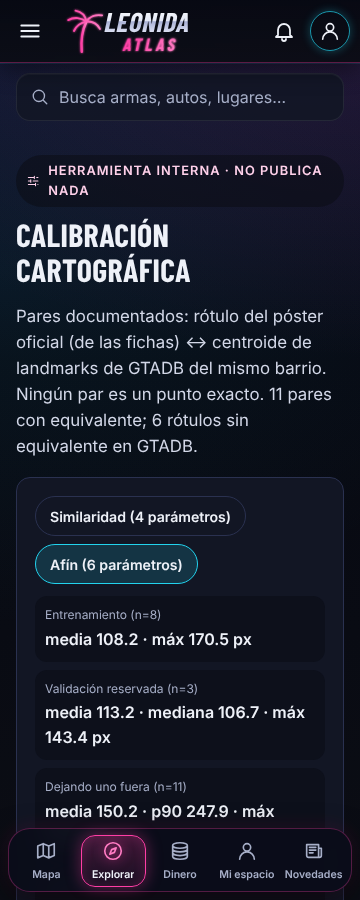 LEONIDA
ATLAS
Busca armas, autos, lugares...
HERRAMIENTA INTERNA · NO PUBLICA
NADA
CALIBRACIÓN
CARTOGRÁFICA
Pares documentados: rótulo del póster
oficial (de las fichas) ↔ centroide de
landmarks de GTADB del mismo barrio.
Ningún par es un punto exacto. 11 pares
con equivalente; 6 rótulos sin
equivalente en GTADB.
Similaridad (4 parámetros)
Afín (6 parámetros)
Entrenamiento (n=8)
media 108.2 · máx 170.5 px
Validación reservada (n=3)
media 113.2 · mediana 106.7 · máx
143.4 px
Dejando uno fuera (n=11)
media 150.2 · p90 247.9 · máx
Mapa Explorar Dinero Mi espacio Novedades